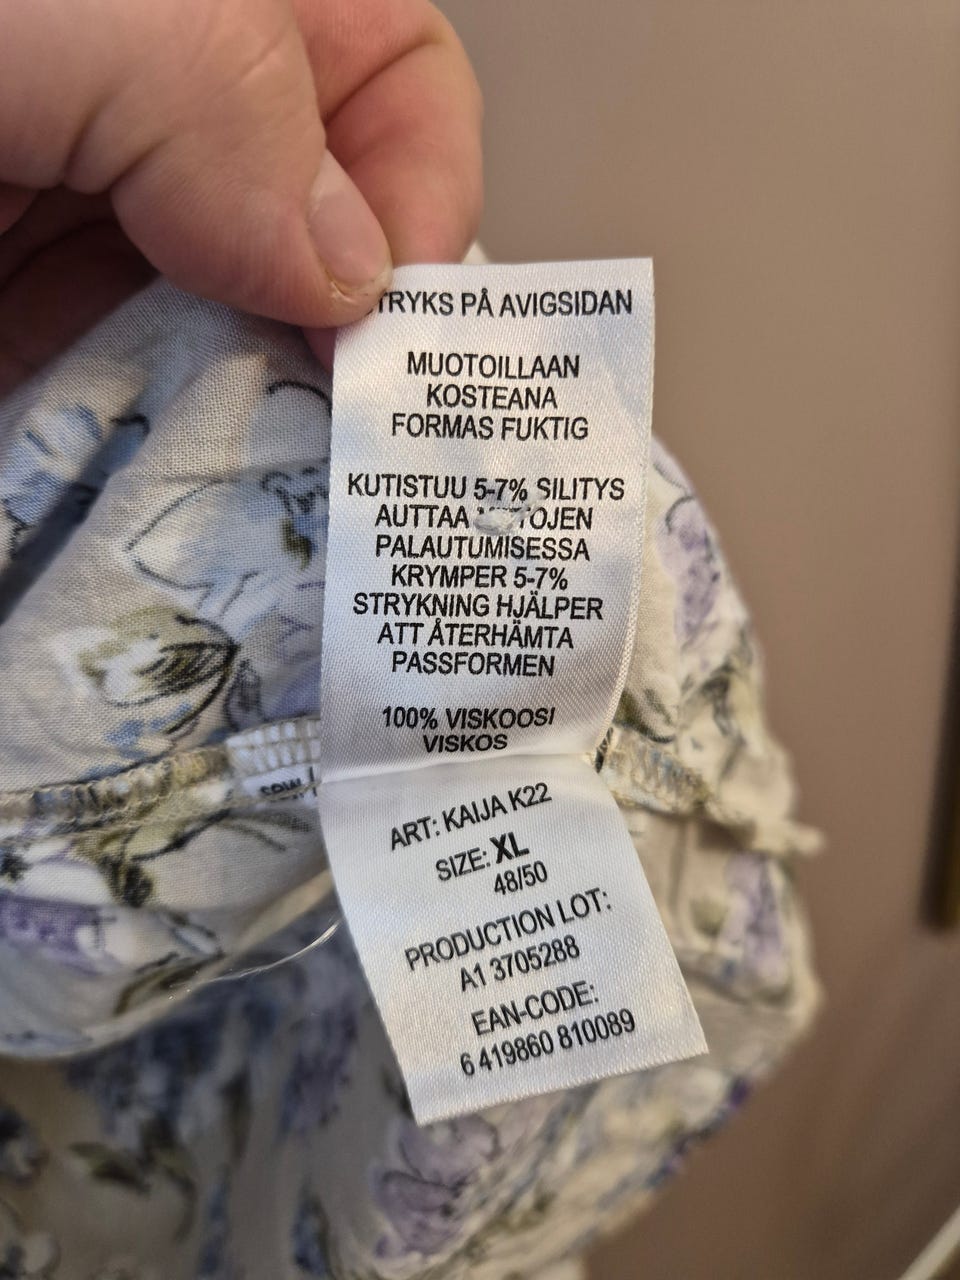 STRYKS PÅ AVIGSIDAN
MUOTOILLAAN
KOSTEANA
FORMAS FUKTIG
KUTISTUU 5-7% SILITYS
AUTTAA
PALAUTUMISESSA
KRYMPER 5-7%
STRYKNING HJÄLPER
ATT ÅTERHÄMTA
PASSFORMEN
100% VISKOOSI
VISKOS
ART: KAIJA K22
SIZE: XL
48/50
PRODUCTION LOT:
A1 3705288
EAN-CODE:
6 419860 810089